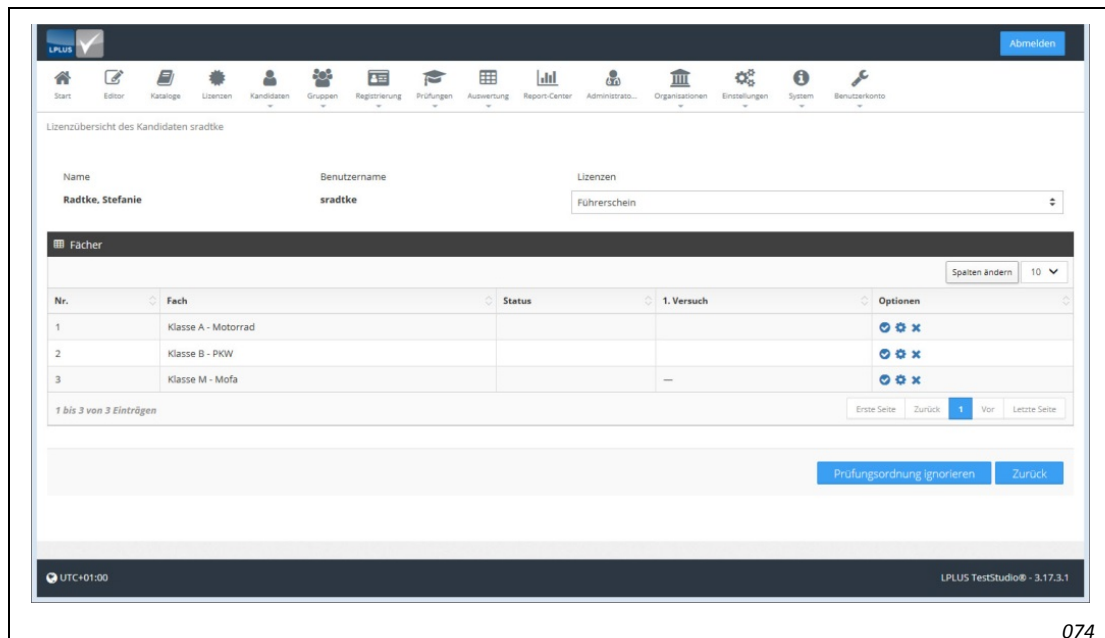 LPLUS
Abmelden
Start Editor Kataloge Lizenzen Kandidaten Gruppen Registrierung Prüfungen Auswertung Report-Center Administrato... Organisationen Einstellungen System Benutzerkonto
Lizenzübersicht des Kandidaten sradtke
Name Benutzername Lizenzen
Radtke, Stefanie sradtke Führerschein
Fächer
Spalten ändern 10
Nr. Fach Status 1. Versuch Optionen
1 Klasse A - Motorrad
2 Klasse B - PKW
3 Klasse M - Mofa —
1 bis 3 von 3 Einträgen Erste Seite Zurück 1 Vor Letzte Seite
Prüfungsordnung ignorieren Zurück
UTC+01:00 LPLUS TestStudio® - 3.17.3.1
074